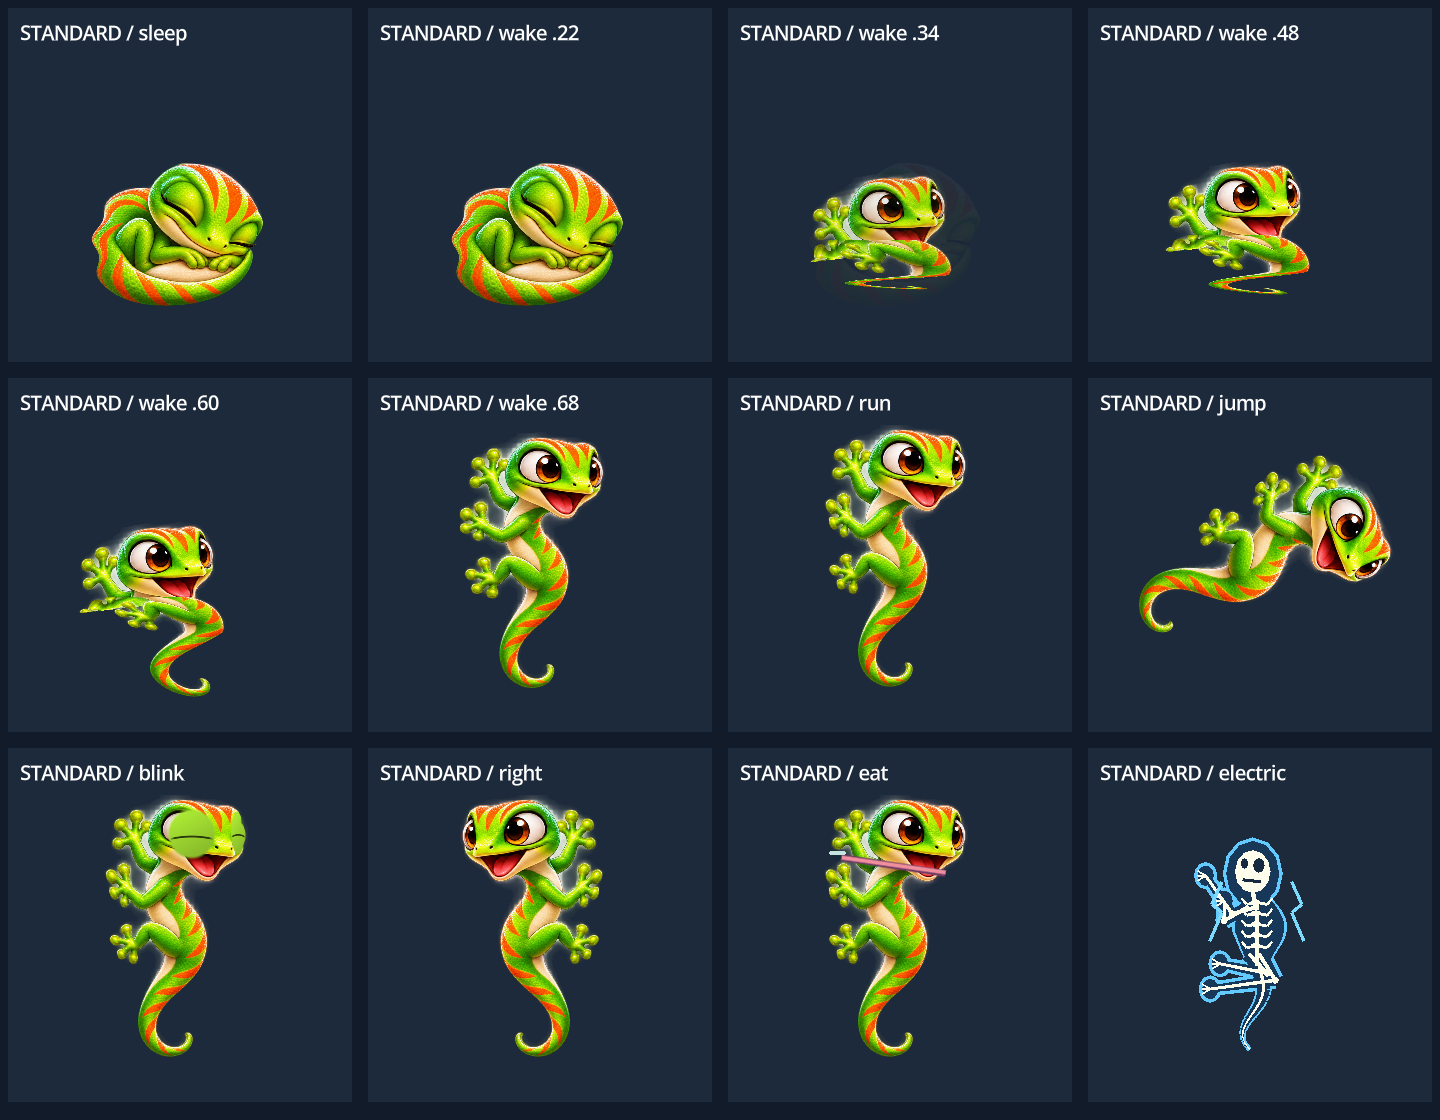 STANDARD / sleep
STANDARD / wake .22
STANDARD / wake .34
STANDARD / wake .48
STANDARD / wake .60
STANDARD / wake .68
STANDARD / run
STANDARD / jump
STANDARD / blink
STANDARD / right
STANDARD / eat
STANDARD / electric